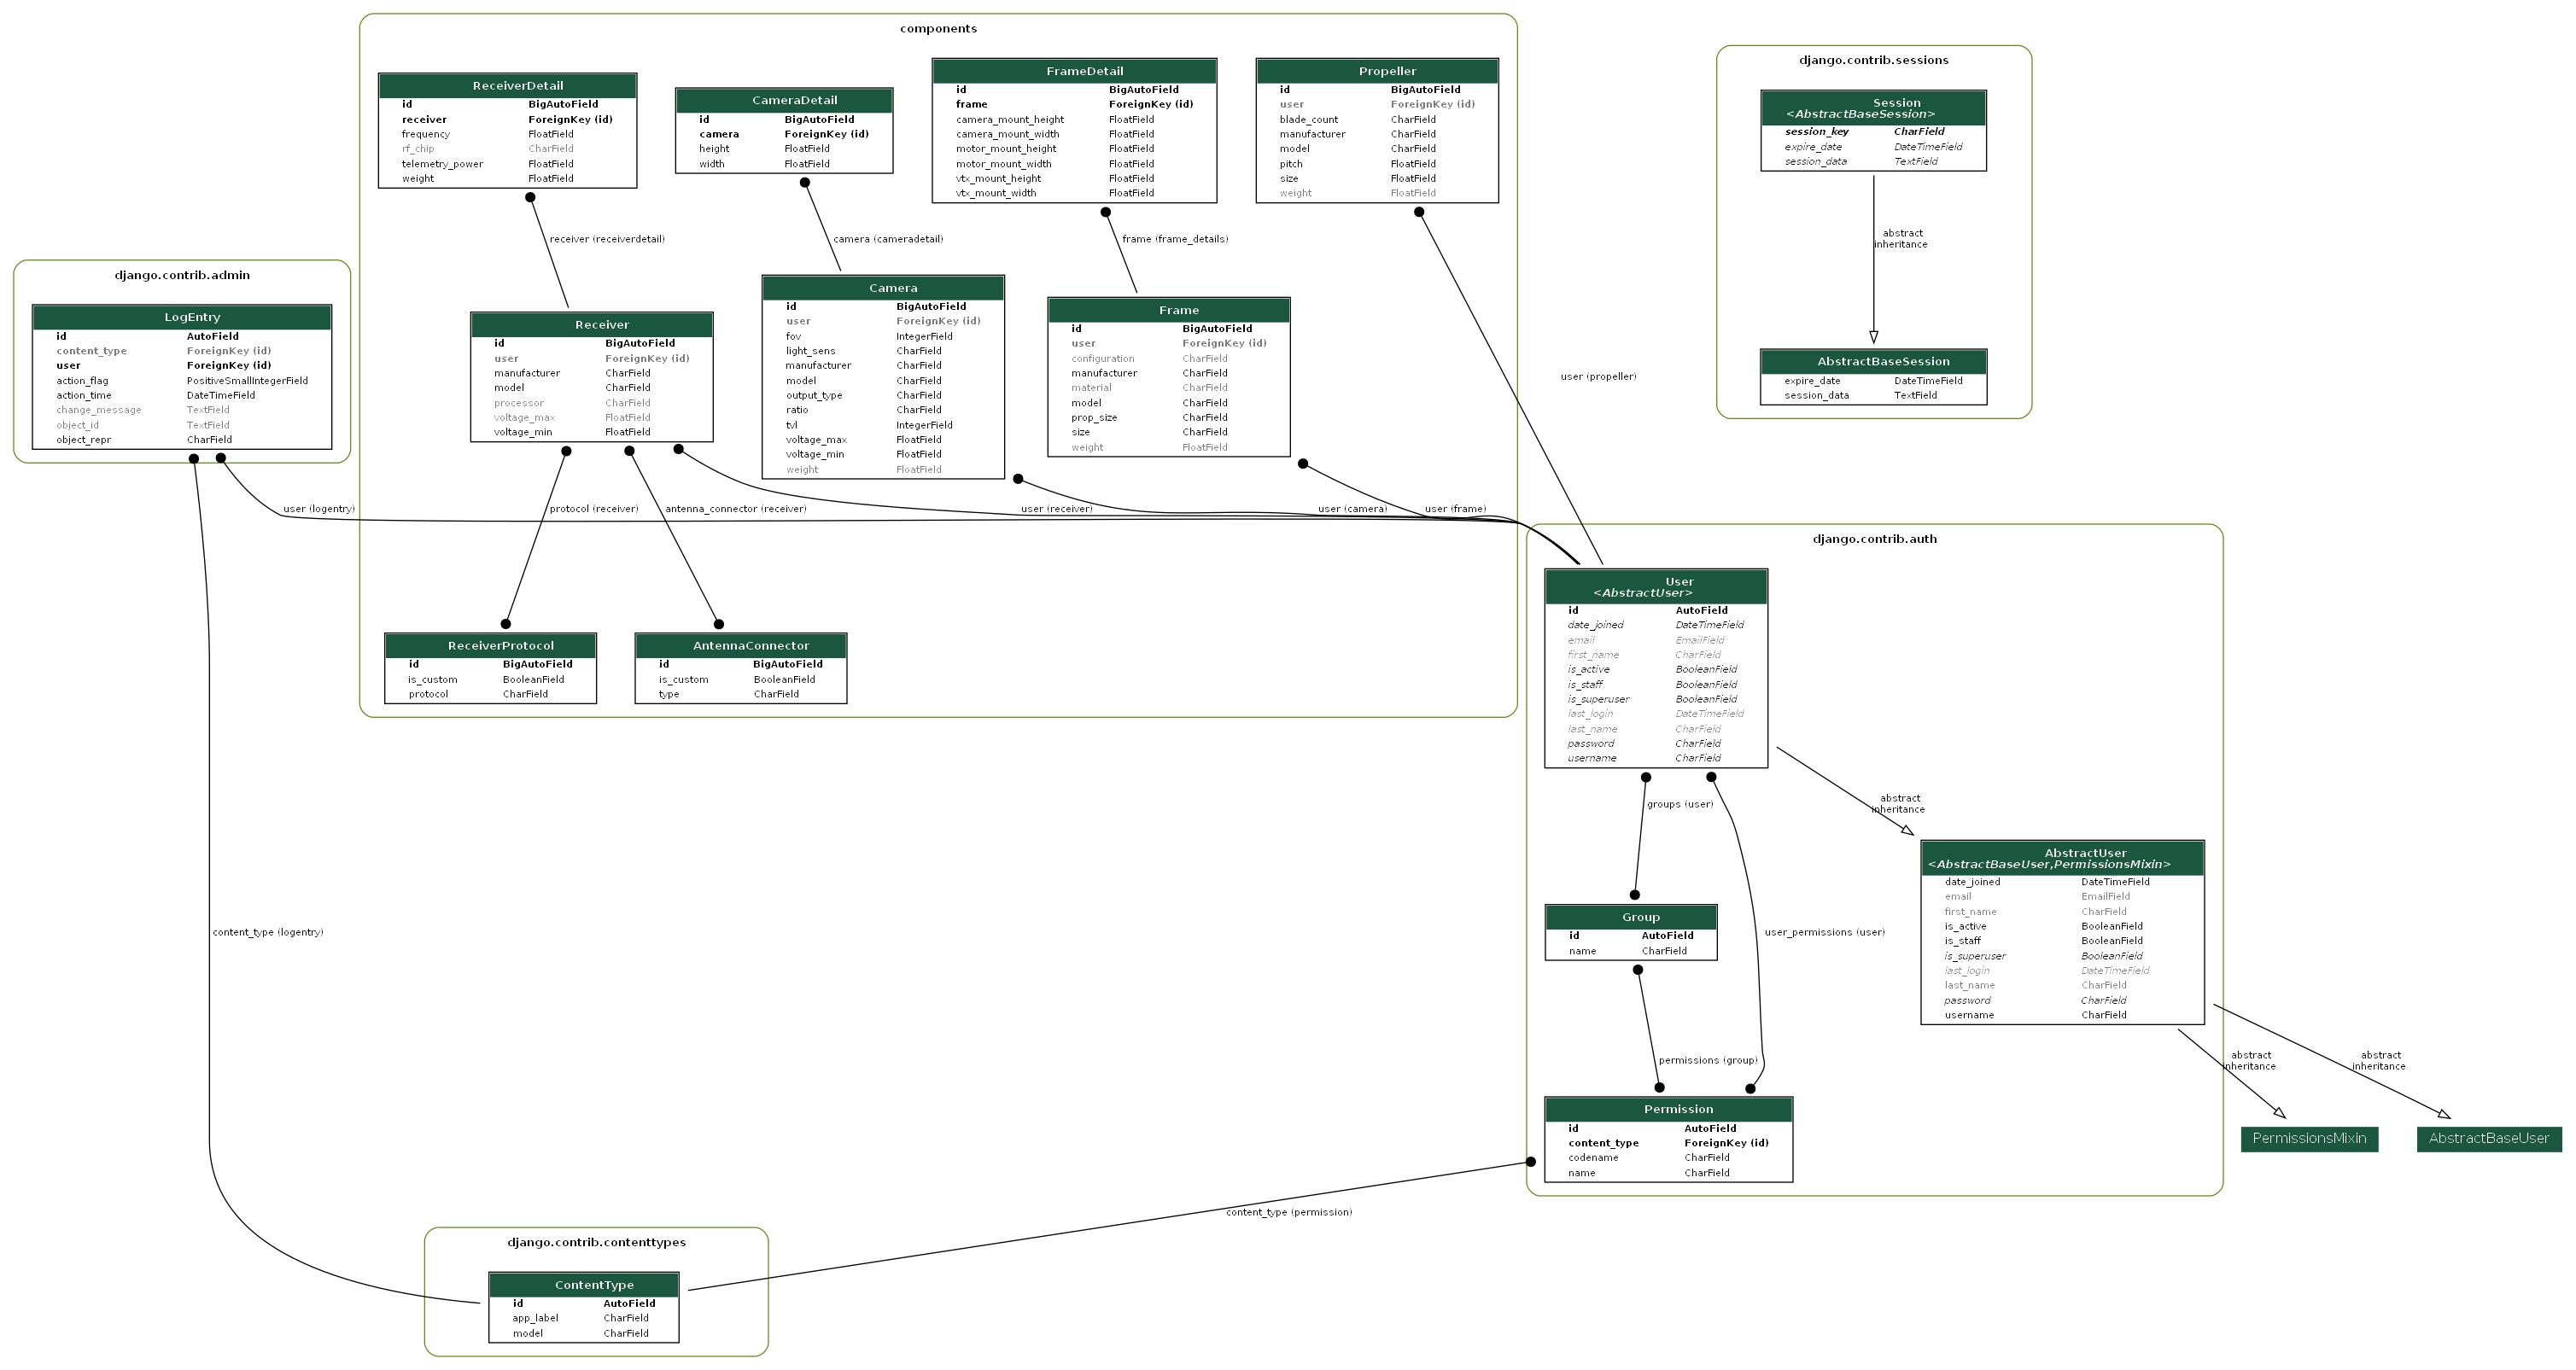 components
ReceiverDetail
id BigAutoField
receiver ForeignKey (id)
frequency FloatField
rf_chip CharField
telemetry_power FloatField
weight FloatField
CameraDetail
id BigAutoField
camera ForeignKey (id)
height FloatField
width FloatField
FrameDetail
id BigAutoField
frame ForeignKey (id)
camera_mount_height FloatField
camera_mount_width FloatField
motor_mount_height FloatField
motor_mount_width FloatField
vtx_mount_height FloatField
vtx_mount_width FloatField
Propeller
id BigAutoField
user ForeignKey (id)
blade_count CharField
manufacturer CharField
model CharField
pitch FloatField
size FloatField
weight FloatField
django.contrib.sessions
Session
<AbstractBaseSession>
session_key CharField
expire_date DateTimeField
session_data TextField
abstract
inheritance
AbstractBaseSession
expire_date DateTimeField
session_data TextField
receiver (receiverdetail)
camera (cameradetail)
frame (frame_details)
user (propeller)
django.contrib.admin
LogEntry
id AutoField
content_type ForeignKey (id)
user ForeignKey (id)
action_flag PositiveSmallIntegerField
action_time DateTimeField
change_message TextField
object_id TextField
object_repr CharField
Receiver
id BigAutoField
user ForeignKey (id)
manufacturer CharField
model CharField
processor CharField
voltage_max FloatField
voltage_min FloatField
Camera
id BigAutoField
user ForeignKey (id)
fov IntegerField
light_sens CharField
manufacturer CharField
model CharField
output_type CharField
ratio CharField
tvl IntegerField
voltage_max FloatField
voltage_min FloatField
weight FloatField
Frame
id BigAutoField
user ForeignKey (id)
configuration CharField
manufacturer CharField
material CharField
model CharField
prop_size CharField
size CharField
weight FloatField
user (logentry)
protocol (receiver)
antenna_connector (receiver)
user (receiver)
user (camera)
user (frame)
ReceiverProtocol
id BigAutoField
is_custom BooleanField
protocol CharField
AntennaConnector
id BigAutoField
is_custom BooleanField
type CharField
django.contrib.auth
User
<AbstractUser>
id AutoField
date_joined DateTimeField
email EmailField
first_name CharField
is_active BooleanField
is_staff BooleanField
is_superuser BooleanField
last_login DateTimeField
last_name CharField
password CharField
username CharField
groups (user)
abstract
inheritance
AbstractUser
<AbstractBaseUser,PermissionsMixin>
date_joined DateTimeField
email EmailField
first_name CharField
is_active BooleanField
is_staff BooleanField
is_superuser BooleanField
last_login DateTimeField
last_name CharField
password CharField
username CharField
Group
id AutoField
name CharField
user_permissions (user)
content_type (logentry)
permissions (group)
abstract
inheritance
abstract
inheritance
Permission
id AutoField
content_type ForeignKey (id)
codename CharField
name CharField
PermissionsMixin
AbstractBaseUser
content_type (permission)
django.contrib.contenttypes
ContentType
id AutoField
app_label CharField
model CharField